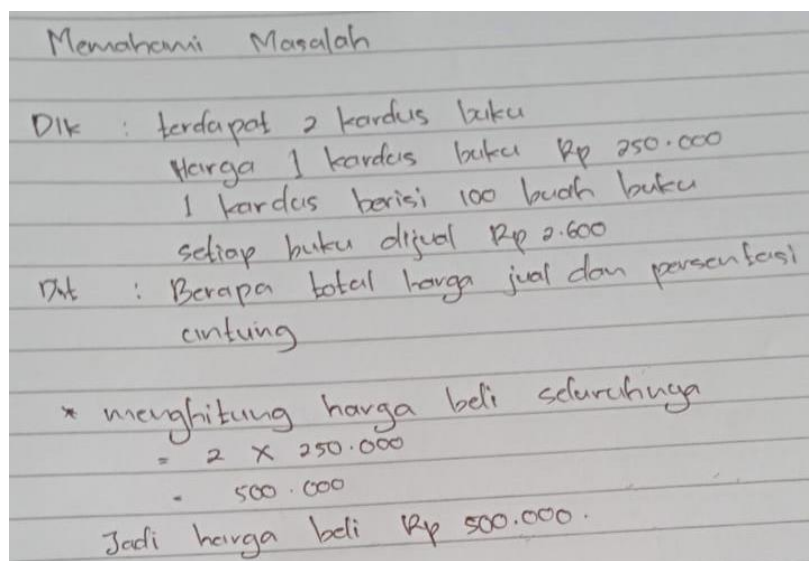 Memahami Masalah
Dik : terdapat 2 kardus buku
Harga 1 kardus buku Rp 250.000
1 kardus berisi 100 buah buku
setiap buku dijual Rp 2.600
Dit : Berapa total harga jual dan persentasi
untung
* menghitung harga beli seluruhnya
= 2 X 250.000
= 500.000
Jadi harga beli Rp 500.000.